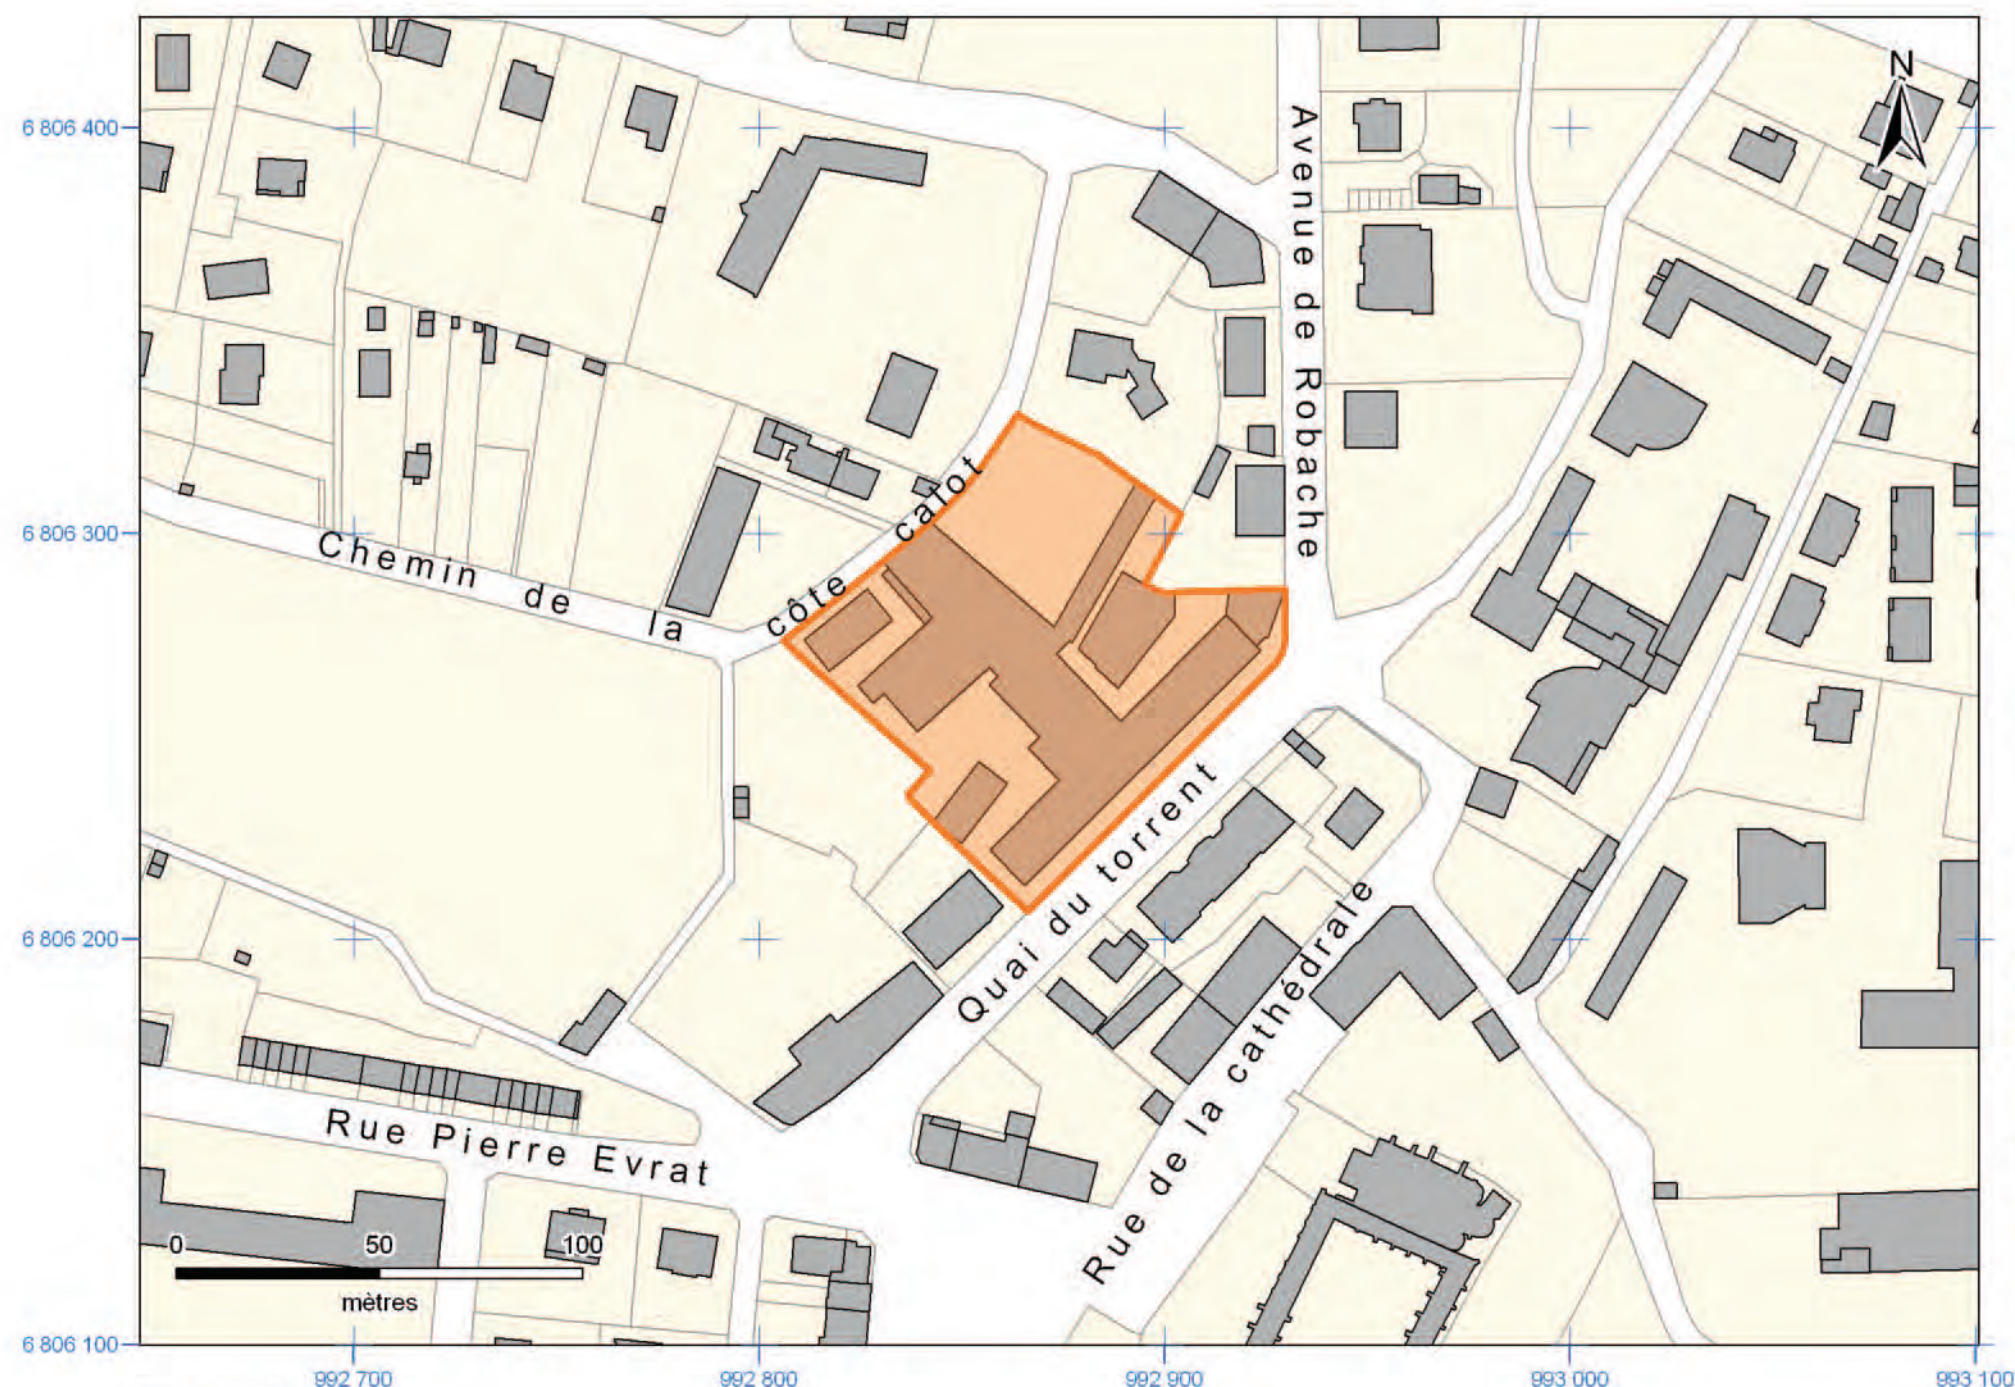 N
6 806 400
Avenue de Robache
6 806 300
Chemin de la côte calot
Quai du torrent
6 806 200
Rue de la cathédrale
Rue Pierre Evrat
0 50 100
mètres
6 806 100
992 700 992 800 992 900 993 000 993 100